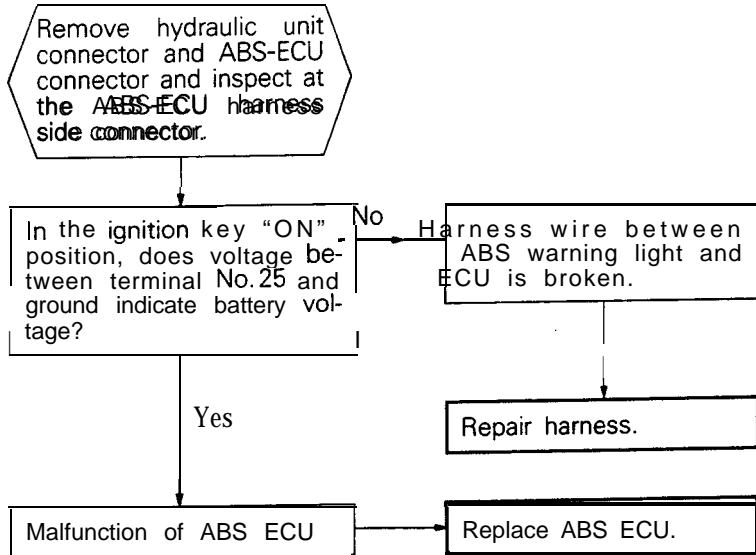 Remove hydraulic unit
connector and ABS-ECU
connector and inspect at
the ABS-ECU harness
side connector.
In the ignition key “ON”
position, does voltage be-
tween terminal No. 25 and
ground indicate battery vol-
tage?
No
Harness wire between
ABS warning light and
ECU is broken.
Yes
Repair harness.
Malfunction of ABS ECU
Replace ABS ECU.